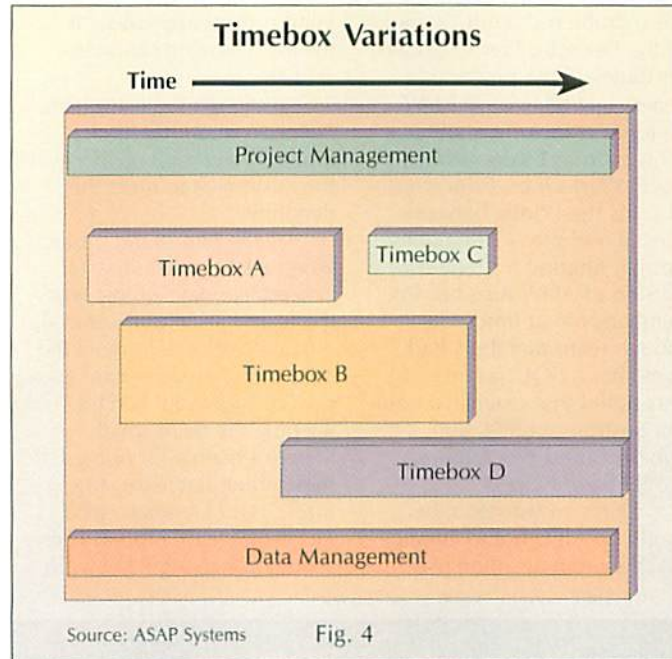 Timebox Variations
Time
Project Management
Timebox A
Timebox C
Timebox B
Timebox D
Data Management
Source: ASAP Systems
Fig. 4